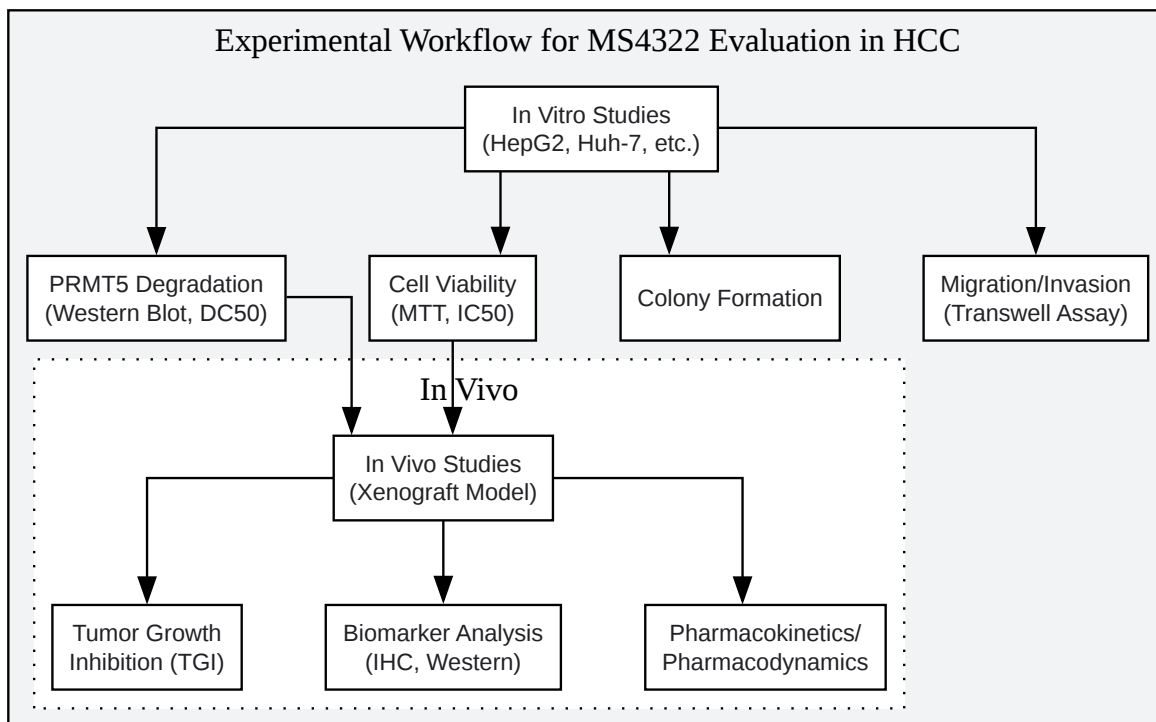 Experimental Workflow for MS4322 Evaluation in HCC
In Vitro Studies
(HepG2, Huh-7, etc.)
PRMT5 Degradation
(Western Blot, DC50)
Cell Viability
(MTT, IC50)
Colony Formation
Migration/Invasion
(Transwell Assay)
In Vivo
In Vivo Studies
(Xenograft Model)
Tumor Growth
Inhibition (TGI)
Biomarker Analysis
(IHC, Western)
Pharmacokinetics/
Pharmacodynamics